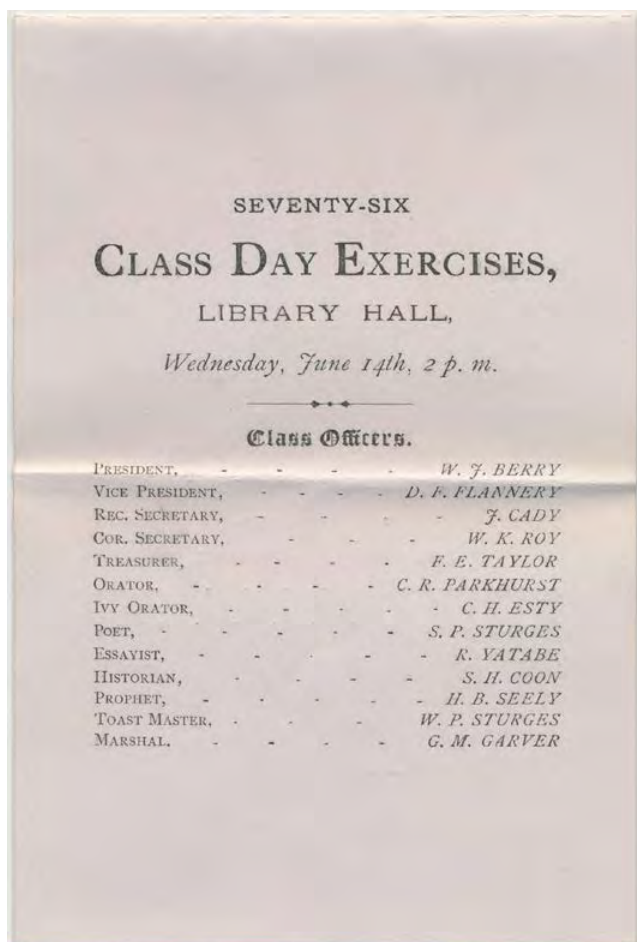 SEVENTY-SIX
CLASS DAY EXERCISES,
LIBRARY HALL,
Wednesday, June 14th, 2 p. m.
Class Officers.
PRESIDENT, - - - - W. J. BERRY
VICE PRESIDENT, - - - - D. F. FLANNERY
REC. SECRETARY, - - - - J. CADY
COR. SECRETARY, - - - W. K. ROY
TREASURER, - - - - F. E. TAYLOR
ORATOR, - - - - - C. R. PARKHURST
IVY ORATOR, - - - - - C. H. ESTY
POET, - - - - - S. P. STURGES
ESSAYIST, - - - - - R. YATABE
HISTORIAN, - - - - S. H. COON
PROPHET, - - - - - H. B. SEELY
TOAST MASTER, - - - W. P. STURGES
MARSHAL. - - - - G. M. GARVER